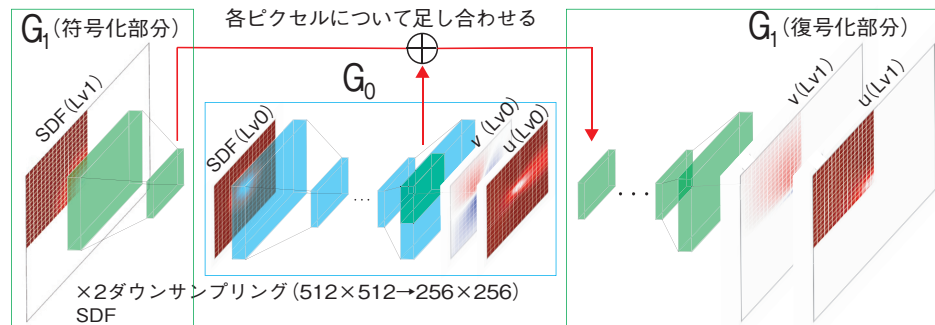 G1(符号化部分)
各ピクセルについて足し合わせる
G1(復号化部分)
SDF(Lv1)
G0
SDF(Lv0)
v(Lv0)
u(Lv0)
v(Lv1)
u(Lv1)
...
...
×2ダウンサンプリング(512×512→256×256)
SDF